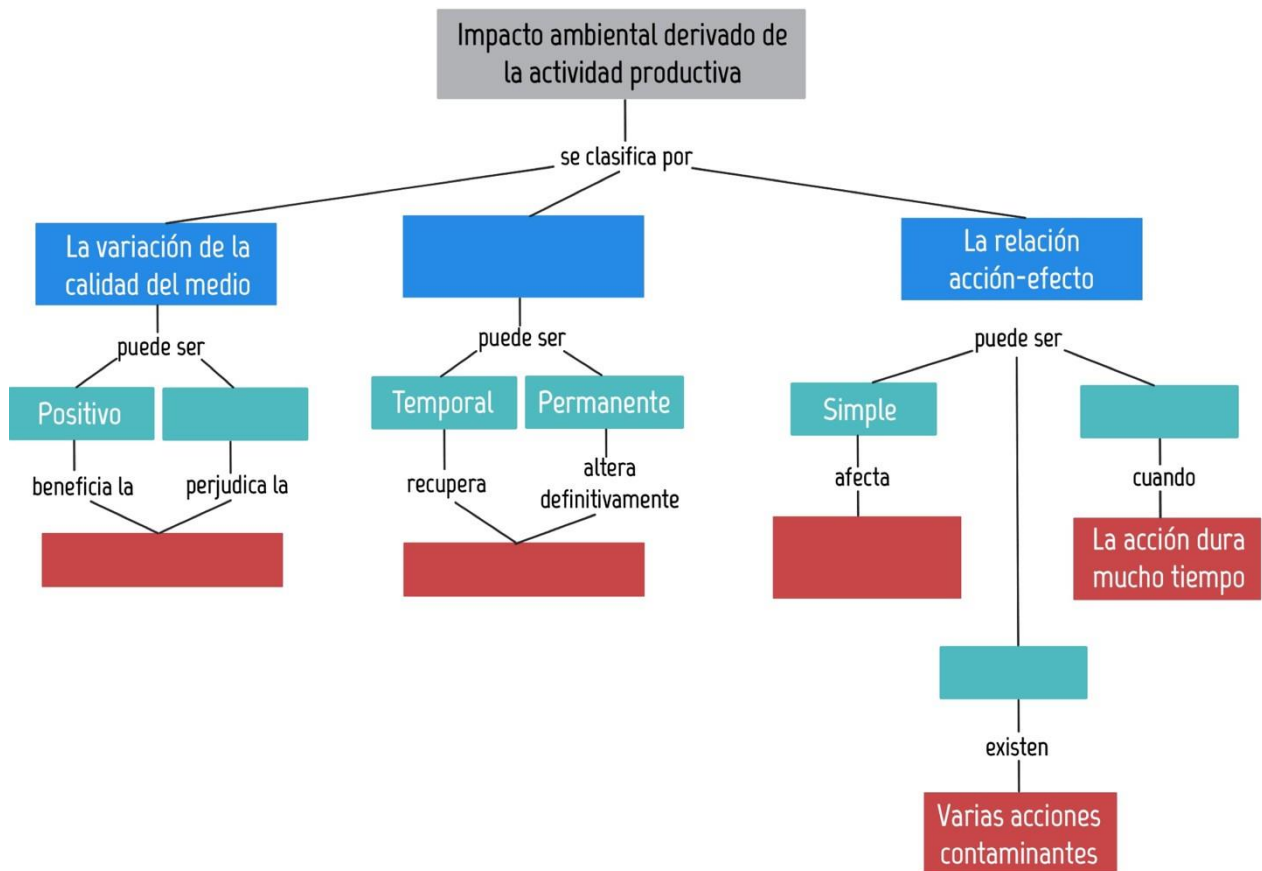 Impacto ambiental derivado de
la actividad productiva
se clasifica por
La variación de la
calidad del medio
La relación
acción-efecto
puede ser
puede ser
puede ser
Positivo
Temporal
Permanente
Simple
beneficia la
perjudica la
recupera
altera
definitivamente
afecta
cuando
La acción dura
mucho tiempo
existen
Varias acciones
contaminantes